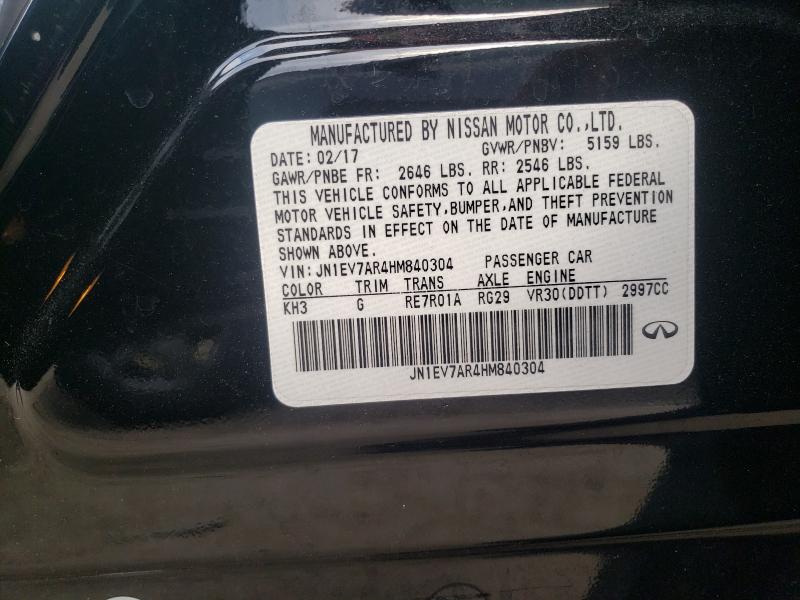 MANUFACTURED BY NISSAN MOTOR CO.,LTD.
DATE: 02/17 GVWR/PNBV: 5159 LBS.
GAWR/PNBE FR: 2646 LBS. RR: 2546 LBS.
THIS VEHICLE CONFORMS TO ALL APPLICABLE FEDERAL
MOTOR VEHICLE SAFETY,BUMPER,AND THEFT PREVENTION
STANDARDS IN EFFECT ON THE DATE OF MANUFACTURE
SHOWN ABOVE.
VIN: JN1EV7AR4HM840304 PASSENGER CAR
COLOR TRIM TRANS AXLE ENGINE
KH3 G RE7R01A RG29 VR30(DDTT) 2997CC
JN1EV7AR4HM840304